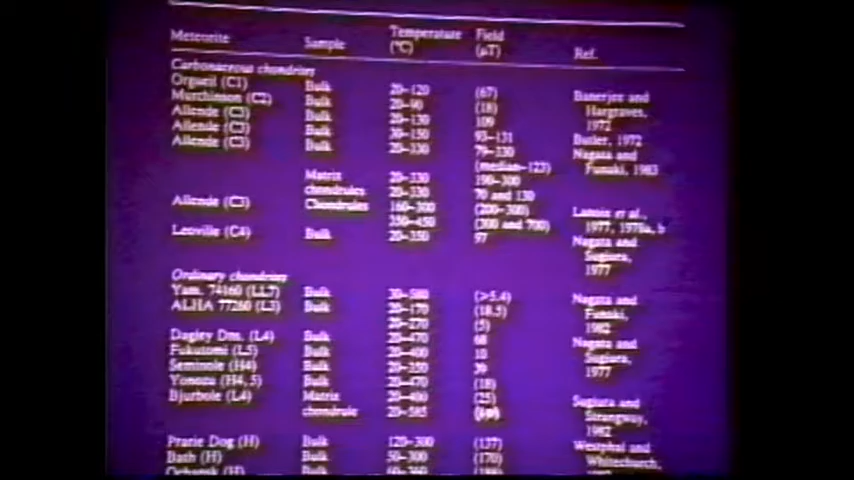 Meteorite Sample Temperature (°C) Field (μT) Ref.
Carbonaceous chondrites
Orgueil (C1) Bulk 20–120 (67) Banerjee and
Murchinson (C2) Bulk 20–90 (18) Hargraves,
Allende (C3) Bulk 20–130 109 1972
Allende (C3) Bulk 30–150 93–131 Butler, 1972
Allende (C3) Bulk 20–330 79–330 Nagata and
(median–123) Funaki, 1983
Matrix 20–330 190–300
chondrules 20–330 70 and 130
Allende (C3) Chondrules 160–300 (200–300) Lanoix et al.,
350–450 (300 and 700) 1977, 1978a, b
Leoville (C4) Bulk 20–350 97 Nagata and
Sugiura,
1977
Ordinary chondrites
Yam. 74160 (LL7) Bulk (>5.4) Nagata and
ALHA 77260 (L3) Bulk 20–170 (18.5) Funaki,
20–270 (5) 1982
Dagley Dns. (L4) Bulk 20–470 68 Nagata and
Fukutomi (L5) Bulk 20–400 10 Sugiura,
Seminole (H4) Bulk 20–350 39 1977
Yonozu (H4, 5) Bulk 20–470 (18)
Bjurbole (L4) Matrix 20–400 (25) Sugiura and
chondrule 20–585 Strangway,
1982
Prarie Dog (H) Bulk 120–300 (137) Westphal and
Bath (H) Bulk 50–300 (170) Whitechurch,
Ochansk (H) Bulk